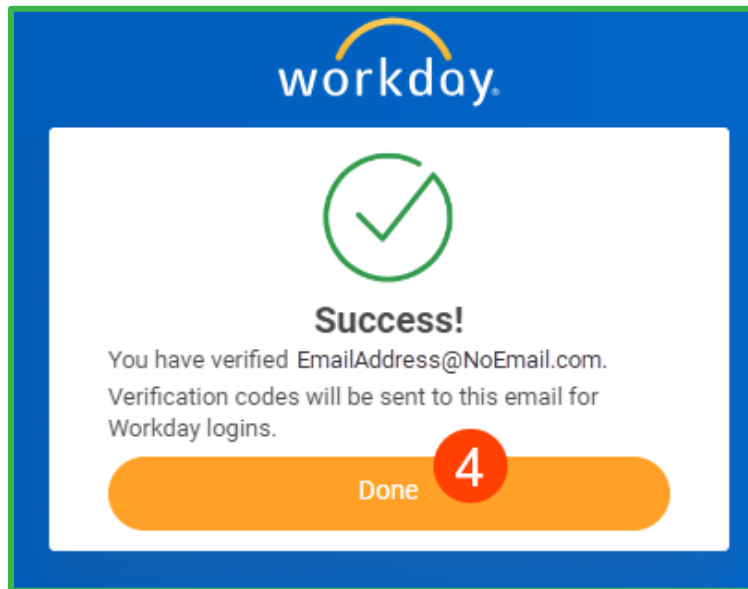 workday.
Success!
You have verified EmailAddress@NoEmail.com.
Verification codes will be sent to this email for
Workday logins.
Done
4